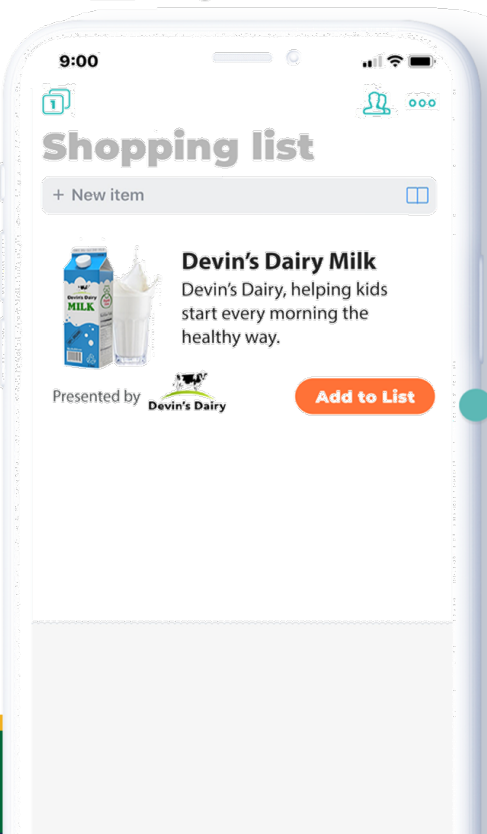 9:00
1
Shopping list
+ New item
Devin's Dairy Milk
Devin's Dairy, helping kids
start every morning the
healthy way.
Devin's Dairy
MILK
Presented by
Devin's Dairy
Add to List